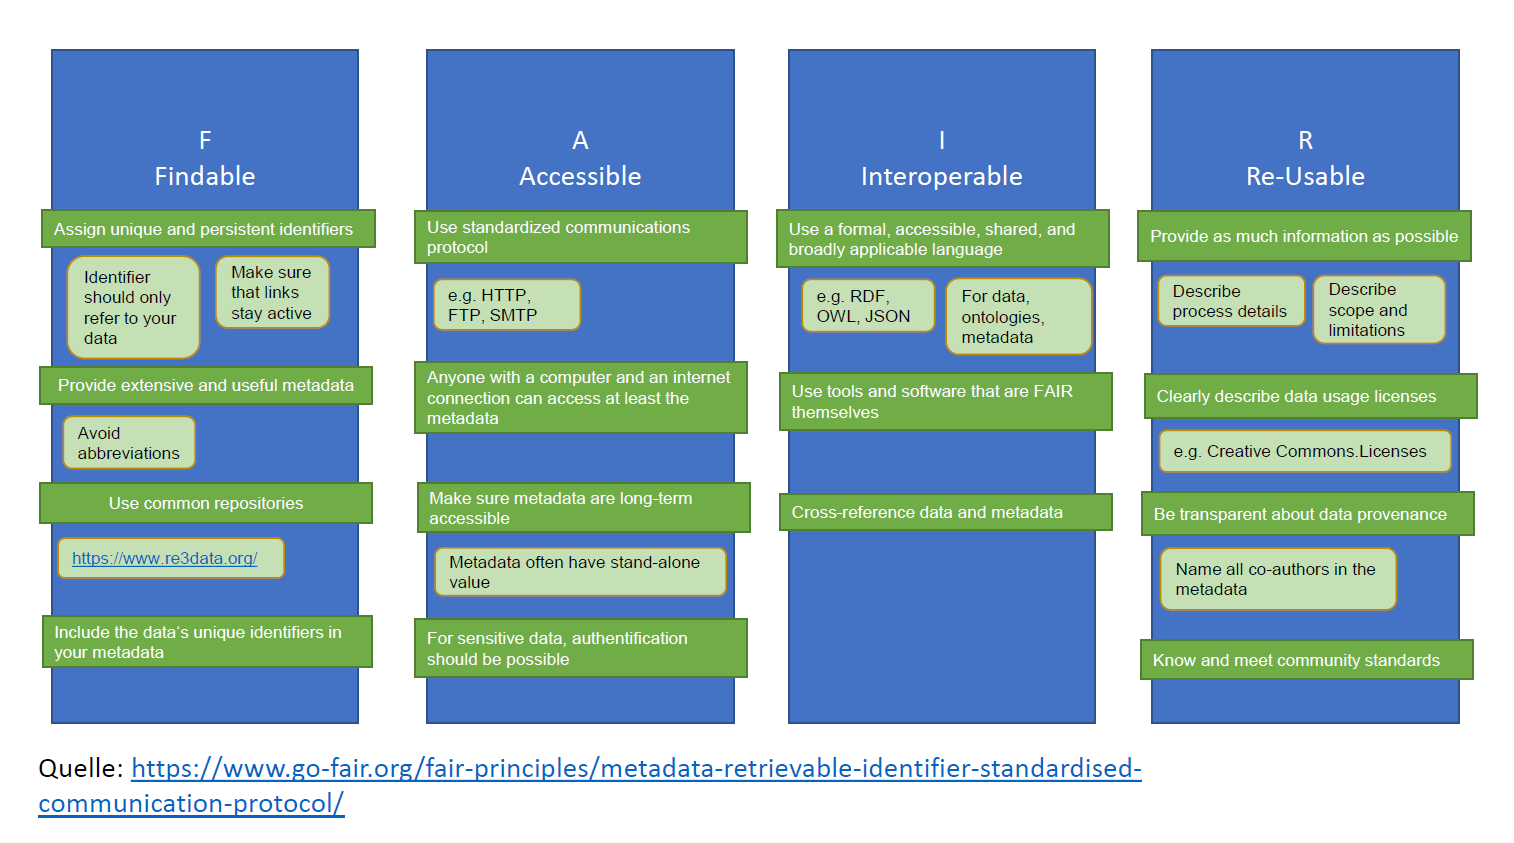 F
Findable
Assign unique and persistent identifiers
Identifier
should only
refer to your
data
Make sure
that links
stay active
Provide extensive and useful metadata
Avoid
abbreviations
Use common repositories
https://www.re3data.org/
Include the data‘s unique identifiers in
your metadata
A
Accessible
Use standardized communications
protocol
e.g. HTTP,
FTP, SMTP
Anyone with a computer and an internet
connection can access at least the
metadata
Make sure metadata are long-term
accessible
Metadata often have stand-alone
value
For sensitive data, authentification
should be possible
I
Interoperable
Use a formal, accessible, shared, and
broadly applicable language
e.g. RDF,
OWL, JSON
For data,
ontologies,
metadata
Use tools and software that are FAIR
themselves
Cross-reference data and metadata
R
Re-Usable
Provide as much information as possible
Describe
process details
Describe
scope and
limitations
Clearly describe data usage licenses
e.g. Creative Commons.Licenses
Be transparent about data provenance
Name all co-authors in the
metadata
Know and meet community standards
Quelle: https://www.go-fair.org/fair-principles/metadata-retrievable-identifier-standardised-
communication-protocol/